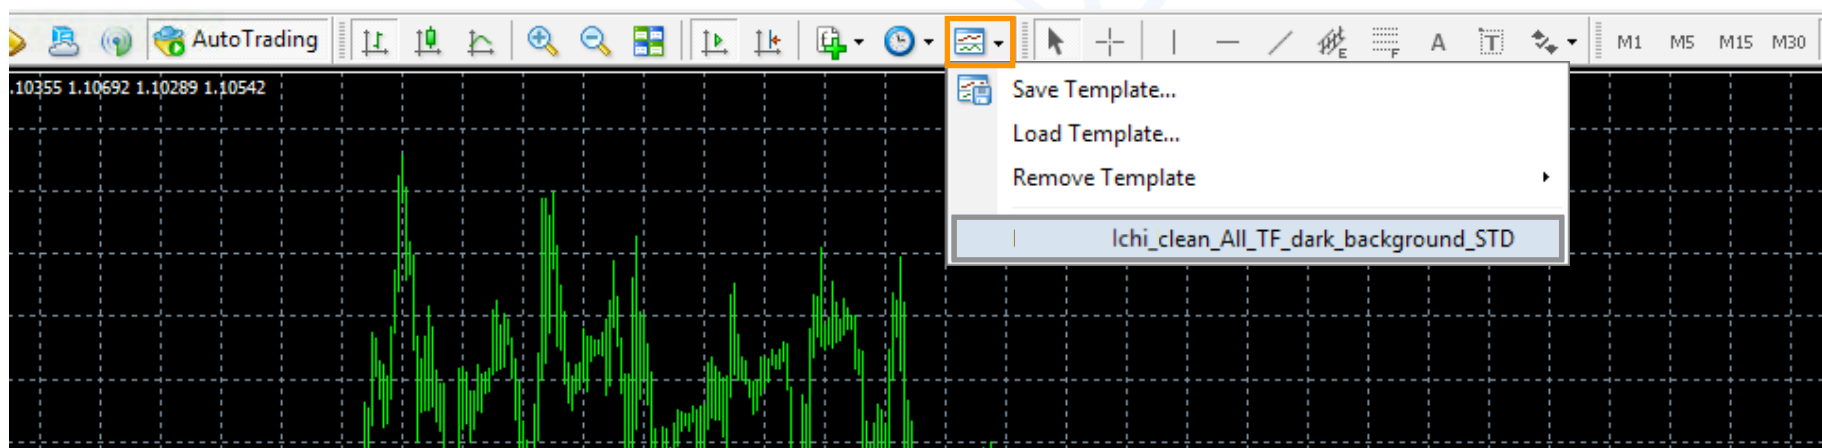 AutoTrading
E
F
A
T
M1 M5 M15 M30
.10355 1.10692 1.10289 1.10542
Save Template...
Load Template...
Remove Template
Ichi_clean_All_TF_dark_background_STD